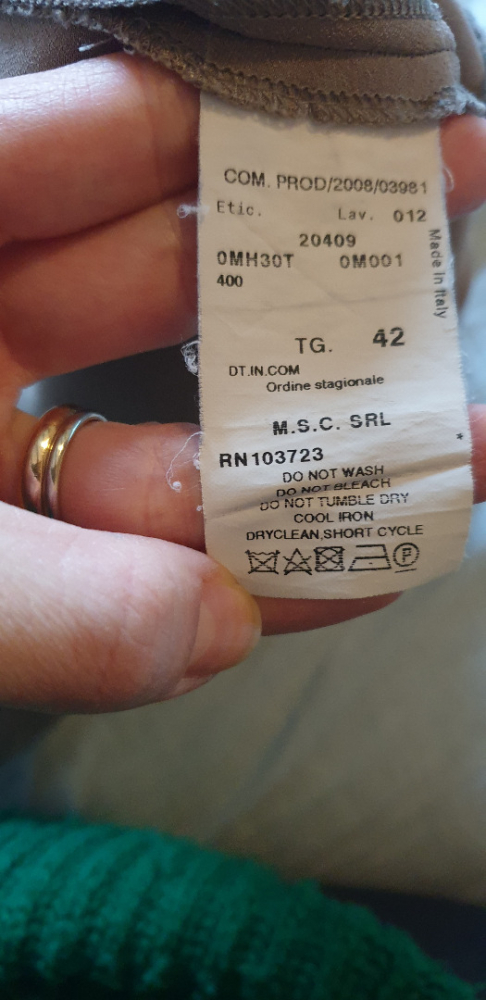 COM. PROD/2008/03981
Etic. Lav. 012
20409
0MH30T 0M001
400
Made in Italy
TG. 42
DT.IN.COM
Ordine stagionale
M.S.C. SRL
*
RN103723
DO NOT WASH
DO NOT BLEACH
DO NOT TUMBLE DRY
COOL IRON
DRYCLEAN,SHORT CYCLE
P